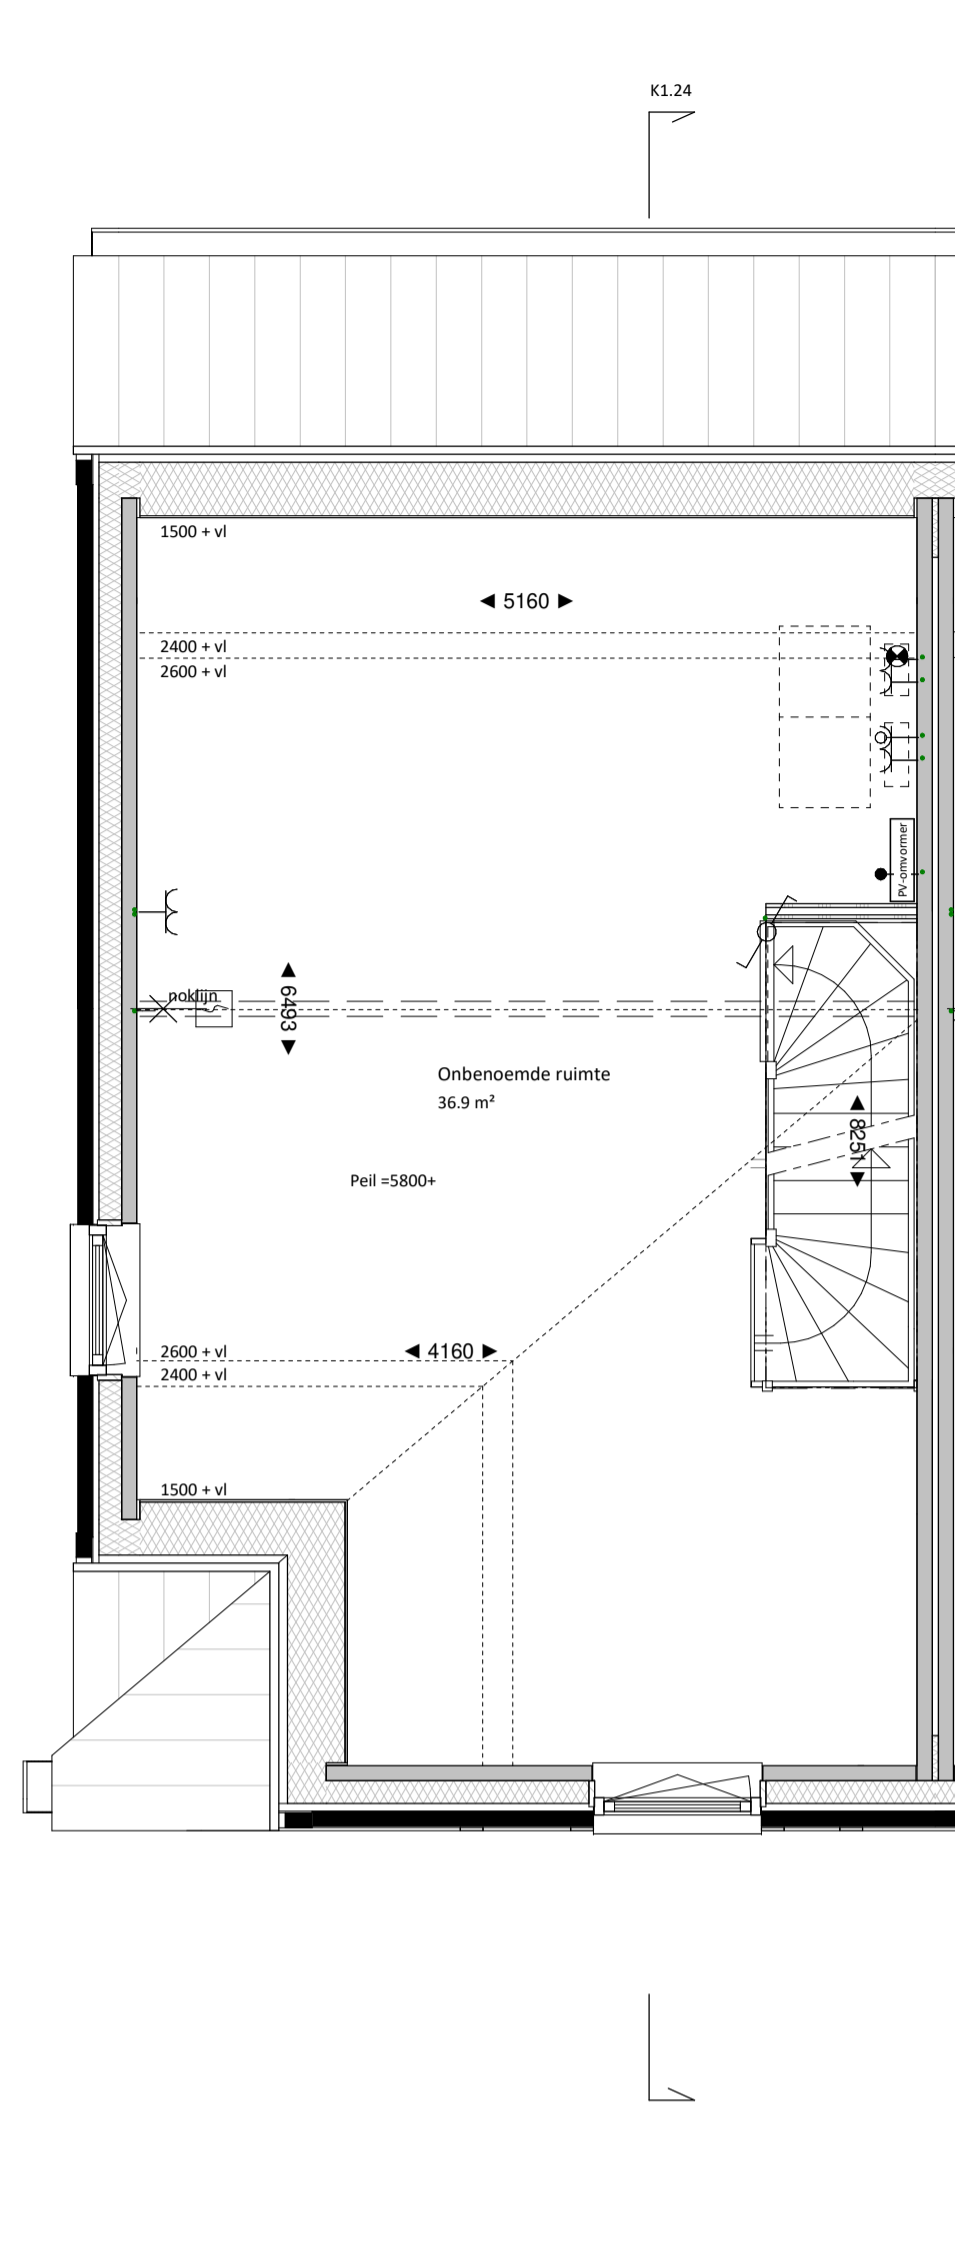 K1.24
1500 + vl
5160
2400 + vl
2600 + vl
PV-omvormer
noklijn
6493
Onbenoemde ruimte
36.9 m²
8251
Peil =5800+
2600 + vl
4160
2400 + vl
1500 + vl